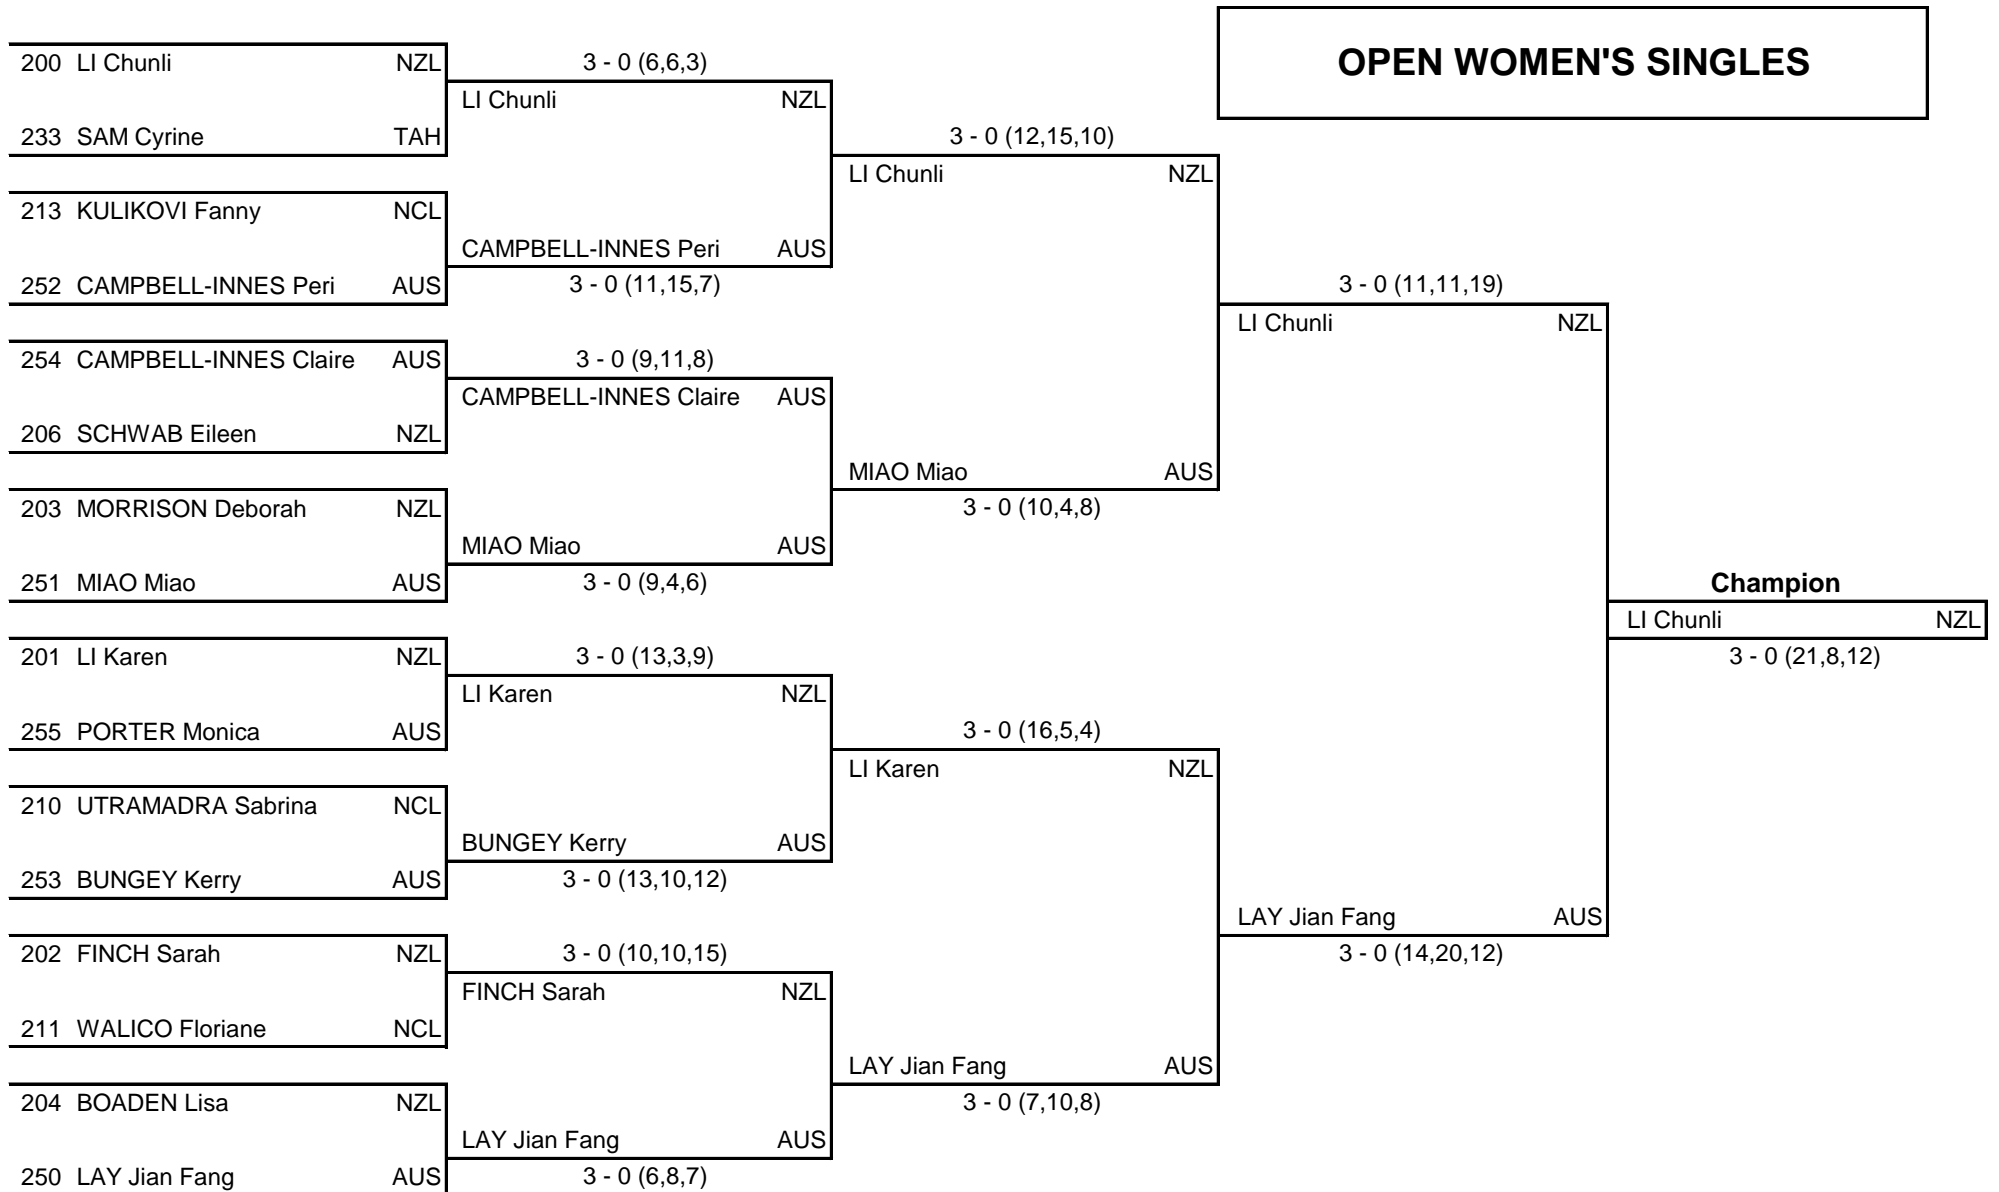 OPEN WOMEN'S SINGLES
200 LI Chunli NZL 3 - 0 (6,6,3)
LI Chunli NZL
233 SAM Cyrine TAH 3 - 0 (12,15,10)
LI Chunli NZL
213 KULIKOVI Fanny NCL
CAMPBELL-INNES Peri AUS
252 CAMPBELL-INNES Peri AUS 3 - 0 (11,15,7) 3 - 0 (11,11,19)
LI Chunli NZL
254 CAMPBELL-INNES Claire AUS 3 - 0 (9,11,8)
CAMPBELL-INNES Claire AUS
206 SCHWAB Eileen NZL
MIAO Miao AUS
203 MORRISON Deborah NZL 3 - 0 (10,4,8)
MIAO Miao AUS
251 MIAO Miao AUS 3 - 0 (9,4,6) Champion
LI Chunli NZL
201 LI Karen NZL 3 - 0 (13,3,9) 3 - 0 (21,8,12)
LI Karen NZL
255 PORTER Monica AUS 3 - 0 (16,5,4)
LI Karen NZL
210 UTRAMADRA Sabrina NCL
BUNGEY Kerry AUS
253 BUNGEY Kerry AUS 3 - 0 (13,10,12)
LAY Jian Fang AUS
202 FINCH Sarah NZL 3 - 0 (10,10,15) 3 - 0 (14,20,12)
FINCH Sarah NZL
211 WALICO Floriane NCL
LAY Jian Fang AUS
204 BOADEN Lisa NZL 3 - 0 (7,10,8)
LAY Jian Fang AUS
250 LAY Jian Fang AUS 3 - 0 (6,8,7)